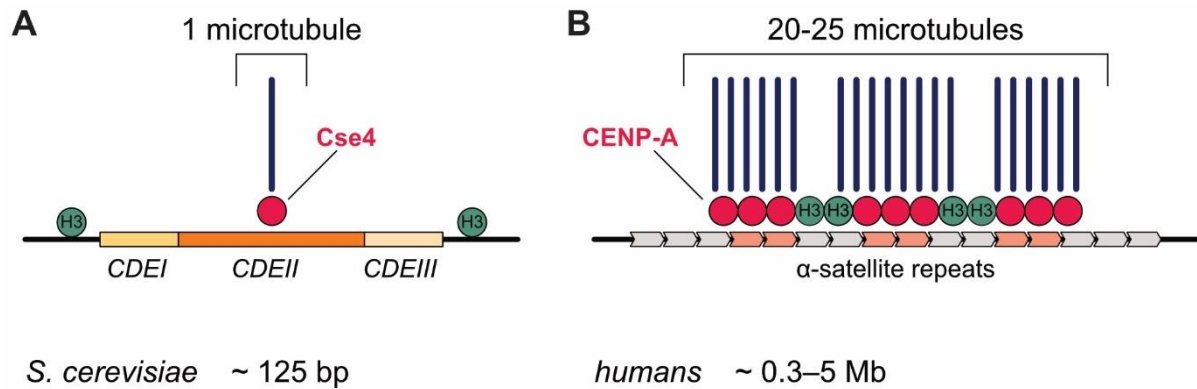 A
1 microtubule
Cse4
H3
H3
CDEI
CDEII
CDEIII
S. cerevisiae ~ 125 bp
B
20-25 microtubules
CENP-A
H3
H3
H3
H3
α-satellite repeats
humans ~ 0.3–5 Mb